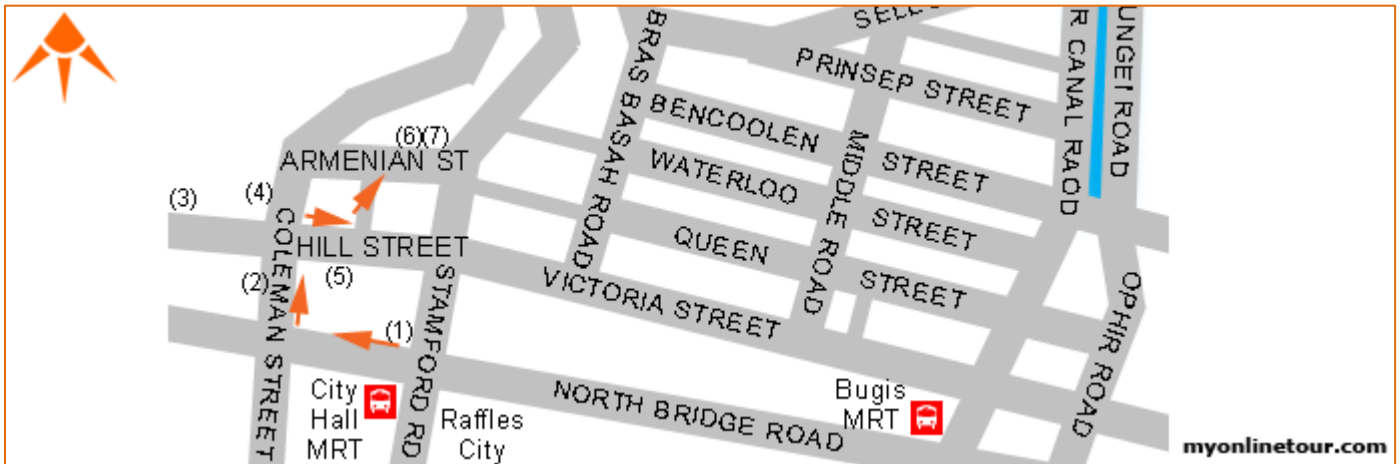 SELE
UNGEI ROAD
R CANAL RAOD
BRAS BASAH ROAD
PRINSEP STREET
BENCOOLEN STREET
MIDDLE ROAD
WATERLOO STREET
(6)(7)
ARMENIAN ST
(3)
(4)
COLEMAN STREET
HILL STREET
QUEEN STREET
(5)
(2)
STAMFORD RD
VICTORIA STREET
OPHIR ROAD
(1)
City
Hall
MRT
Raffles
City
NORTH BRIDGE ROAD
Bugis
MRT
myonlinetour.com